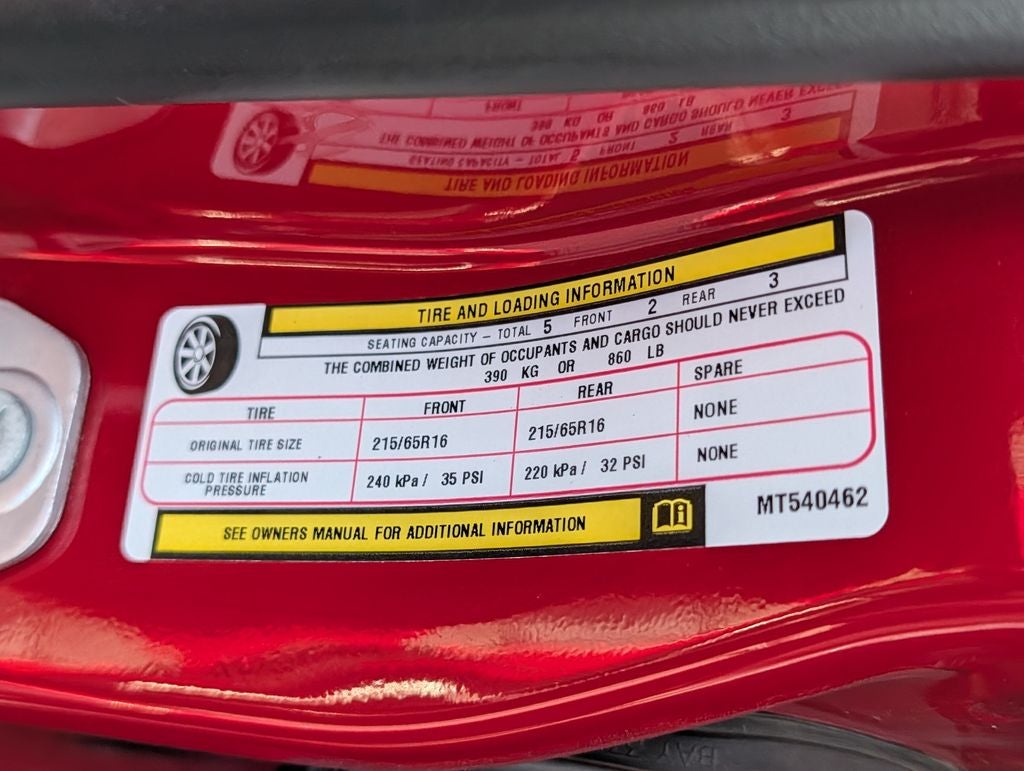 TIRE AND LOADING INFORMATION
SEATING CAPACITY – TOTAL 5 FRONT 2 REAR 3
THE COMBINED WEIGHT OF OCCUPANTS AND CARGO SHOULD NEVER EXCEED
390 KG OR 860 LB
TIRE FRONT REAR SPARE
ORIGINAL TIRE SIZE 215/65R16 215/65R16 NONE
COLD TIRE INFLATION PRESSURE 240 kPa / 35 PSI 220 kPa / 32 PSI NONE
SEE OWNERS MANUAL FOR ADDITIONAL INFORMATION
MT540462